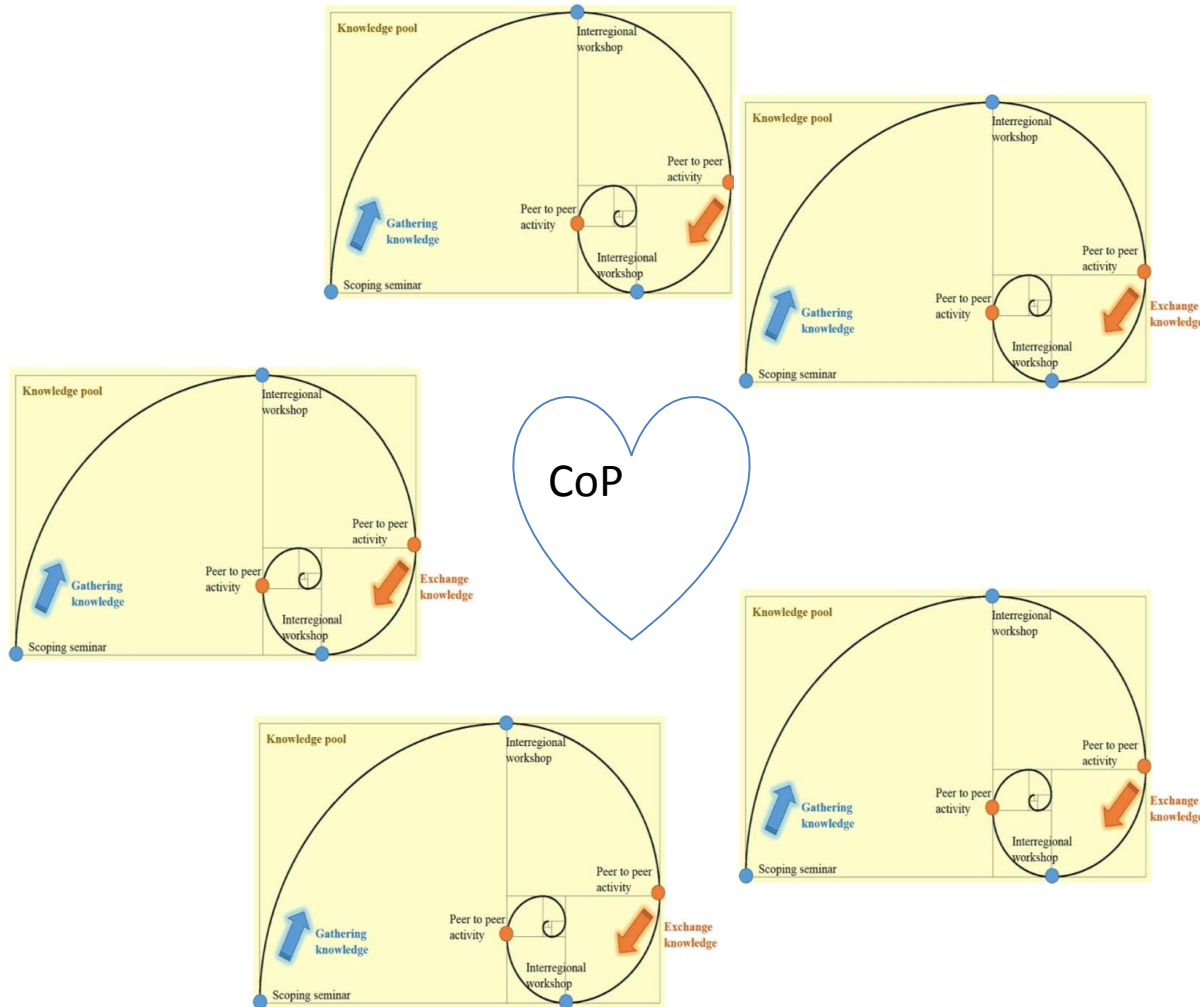 Knowledge pool
Interregional
workshop
Peer to peer
activity
Peer to peer
activity
Gathering
knowledge
Interregional
workshop
Scoping seminar
Knowledge pool
Interregional
workshop
Peer to peer
activity
Peer to peer
activity
Exchange
knowledge
Gathering
knowledge
Interregional
workshop
Scoping seminar
Knowledge pool
Interregional
workshop
Peer to peer
activity
Peer to peer
activity
Exchange
knowledge
Gathering
knowledge
Interregional
workshop
Scoping seminar
CoP
Knowledge pool
Interregional
workshop
Peer to peer
activity
Peer to peer
activity
Exchange
knowledge
Gathering
knowledge
Interregional
workshop
Scoping seminar
Knowledge pool
Interregional
workshop
Peer to peer
activity
Peer to peer
activity
Exchange
knowledge
Gathering
knowledge
Interregional
workshop
Scoping seminar